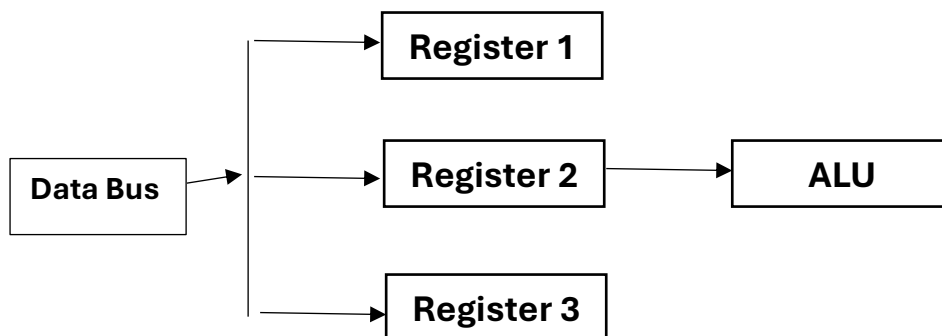 Register 1
Data Bus
Register 2
ALU
Register 3